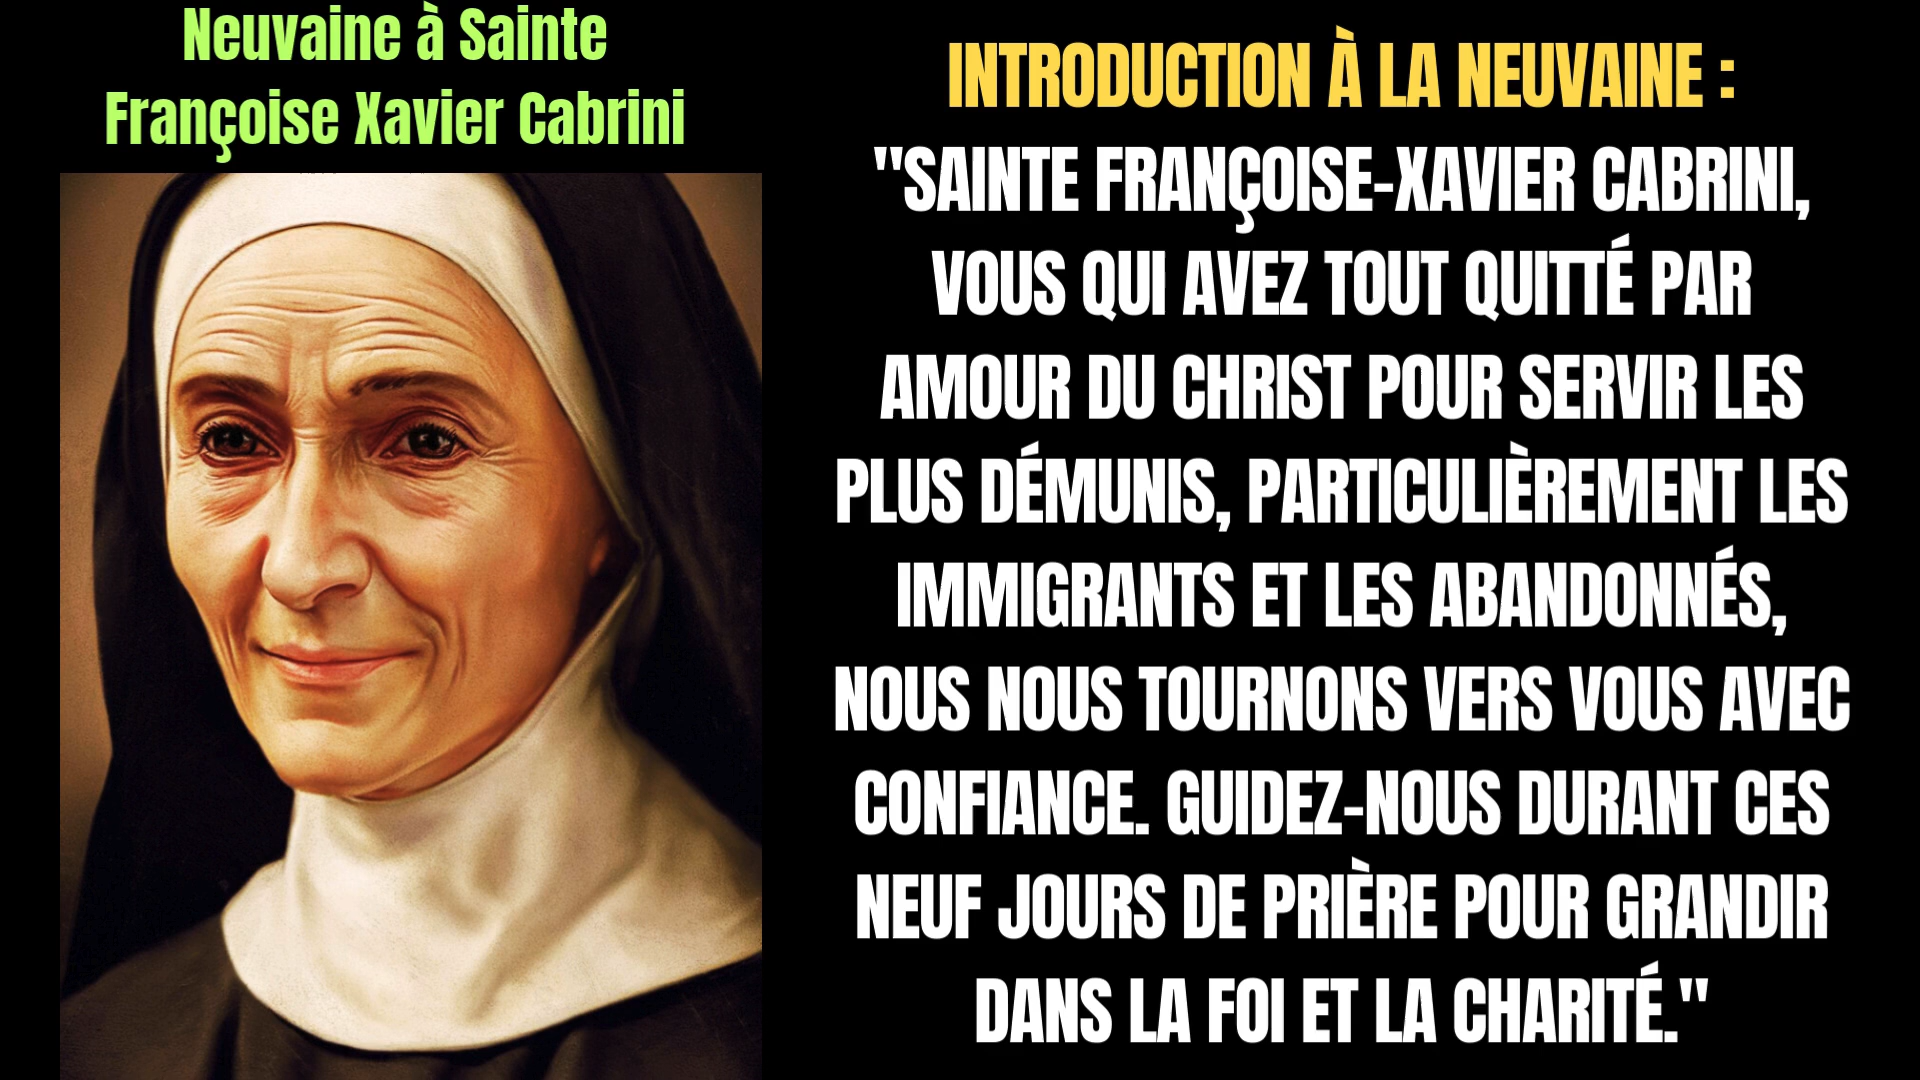 Neuvaine à Sainte
Françoise Xavier Cabrini
INTRODUCTION À LA NEUVAINE :
"SAINTE FRANÇOISE-XAVIER CABRINI,
VOUS QUI AVEZ TOUT QUITTÉ PAR
AMOUR DU CHRIST POUR SERVIR LES
PLUS DÉMUNIS, PARTICULIÈREMENT LES
IMMIGRANTS ET LES ABANDONNÉS,
NOUS NOUS TOURNONS VERS VOUS AVEC
CONFIANCE. GUIDEZ-NOUS DURANT CES
NEUF JOURS DE PRIÈRE POUR GRANDIR
DANS LA FOI ET LA CHARITÉ."